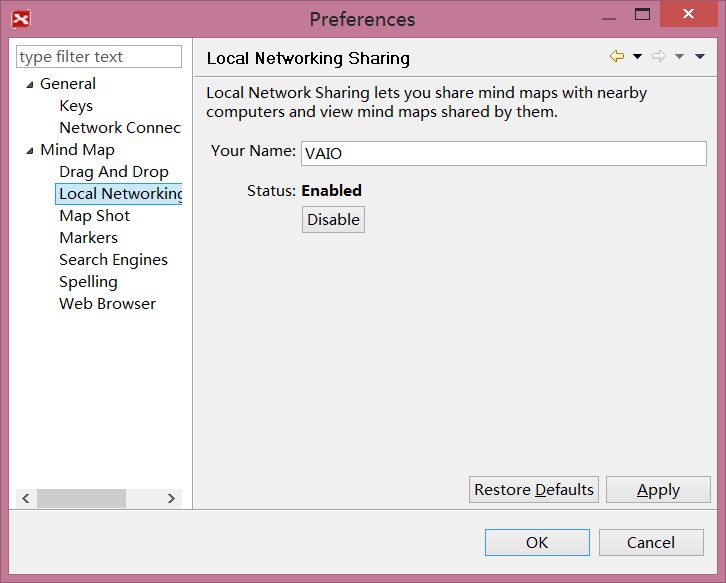 Preferences
type filter text
General
Keys
Network Connec
Mind Map
Drag And Drop
Local Networking
Map Shot
Markers
Search Engines
Spelling
Web Browser
Local Networking Sharing
Local Network Sharing lets you share mind maps with nearby
computers and view mind maps shared by them.
Your Name: VAIO
Status: Enabled
Disable
Restore Defaults Apply
OK Cancel